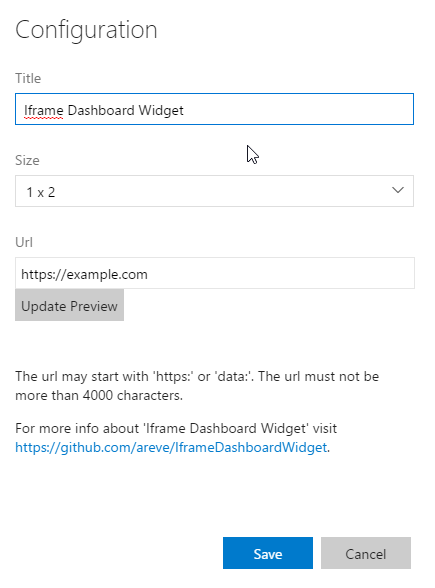 Configuration
Title
Iframe Dashboard Widget
Size
1 x 2
Url
https://example.com
Update Preview
The url may start with 'https:' or 'data:'. The url must not be
more than 4000 characters.
For more info about 'Iframe Dashboard Widget' visit
https://github.com/areve/IframeDashboardWidget.
Save Cancel